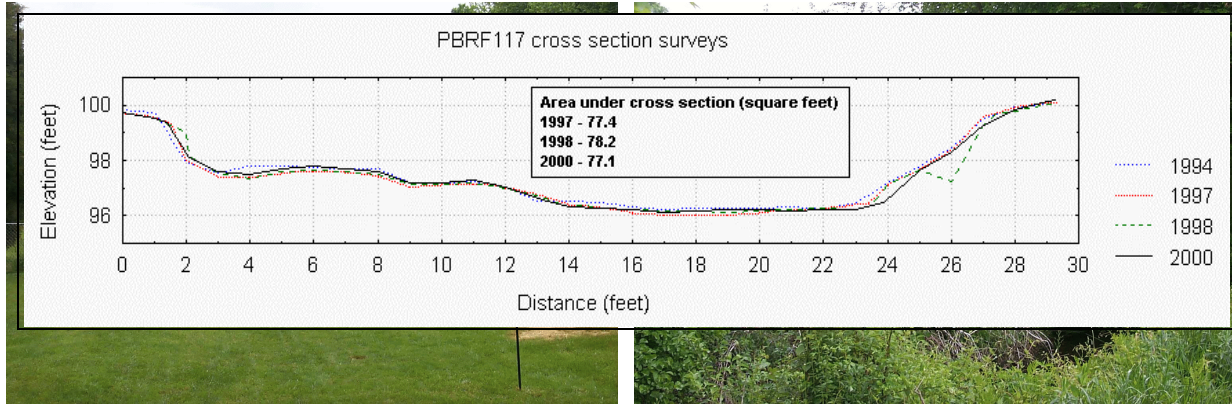 PBRF117 cross section surveys
Elevation (feet)
100
98
96
Area under cross section (square feet)
1997 - 77.4
1998 - 78.2
2000 - 77.1
1994
1997
1998
2000
0 2 4 6 8 10 12 14 16 18 20 22 24 26 28 30
Distance (feet)